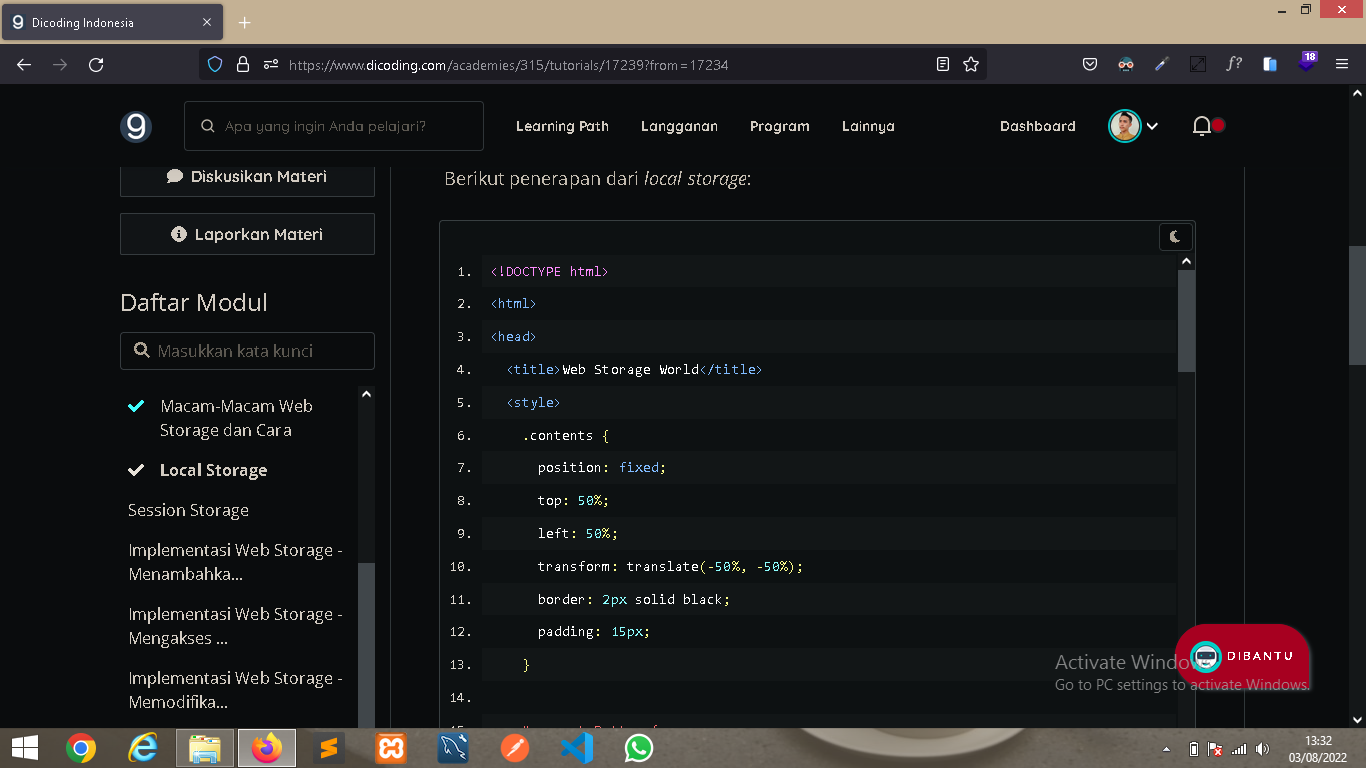 Dicoding Indonesia
https://www.dicoding.com/academies/315/tutorials/17239?from=17234
18
Apa yang ingin Anda pelajari?
Learning Path
Langganan
Program
Lainnya
Dashboard
Diskusikan Materi
Laporkan Materi
Daftar Modul
Masukkan kata kunci
Macam-Macam Web
Storage dan Cara
Local Storage
Session Storage
Implementasi Web Storage -
Menambahka...
Implementasi Web Storage -
Mengakses ...
Implementasi Web Storage -
Memodifika...
Berikut penerapan dari local storage:
1. <!DOCTYPE html>
2. <html>
3. <head>
4. <title>Web Storage World</title>
5. <style>
6. .contents {
7. position: fixed;
8. top: 50%;
9. left: 50%;
10. transform: translate(-50%, -50%);
11. border: 2px solid black;
12. padding: 15px;
13. }
14.
DIBANTU
Activate Windo
Go to PC settings to activate Windows.
13:32
03/08/2022